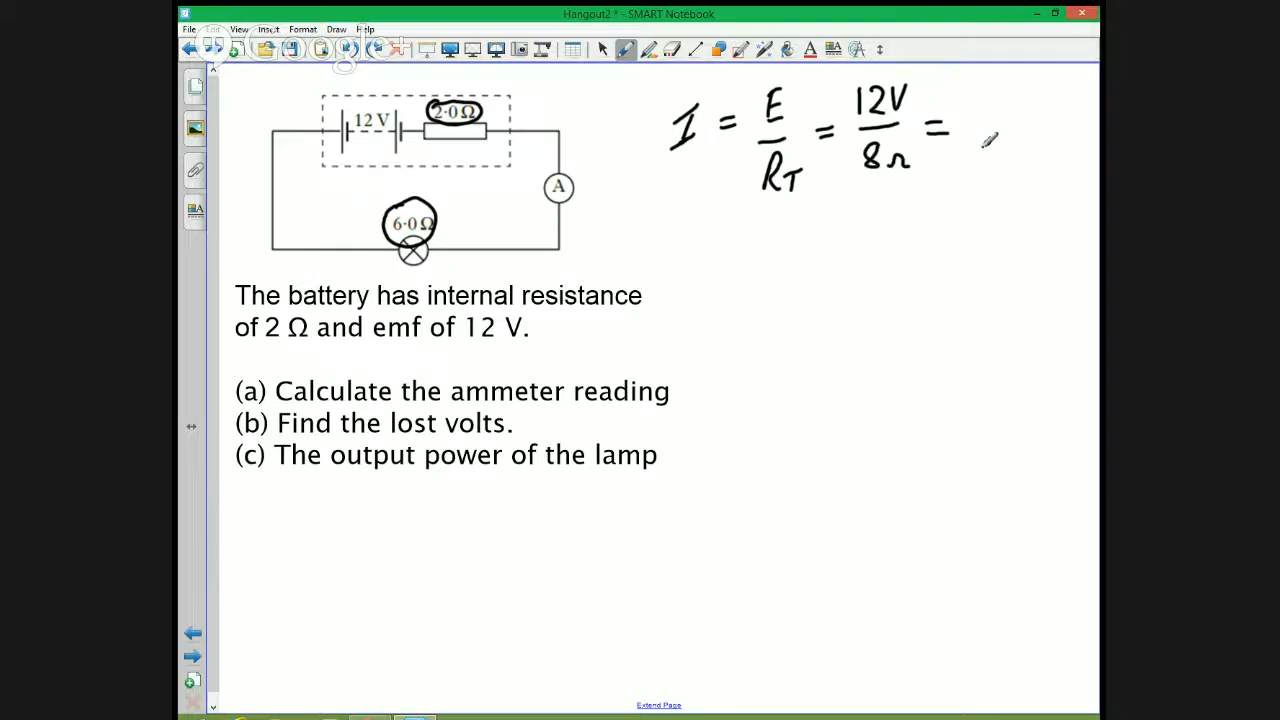 Hangout2 * - SMART Notebook
File Edit View Insert Format Draw Help
Google+
12 V
2·0 Ω
A
6·0 Ω
I = E / R_T = 12V / 8Ω =
The battery has internal resistance
of 2 Ω and emf of 12 V.
(a) Calculate the ammeter reading
(b) Find the lost volts.
(c) The output power of the lamp
Extend Page